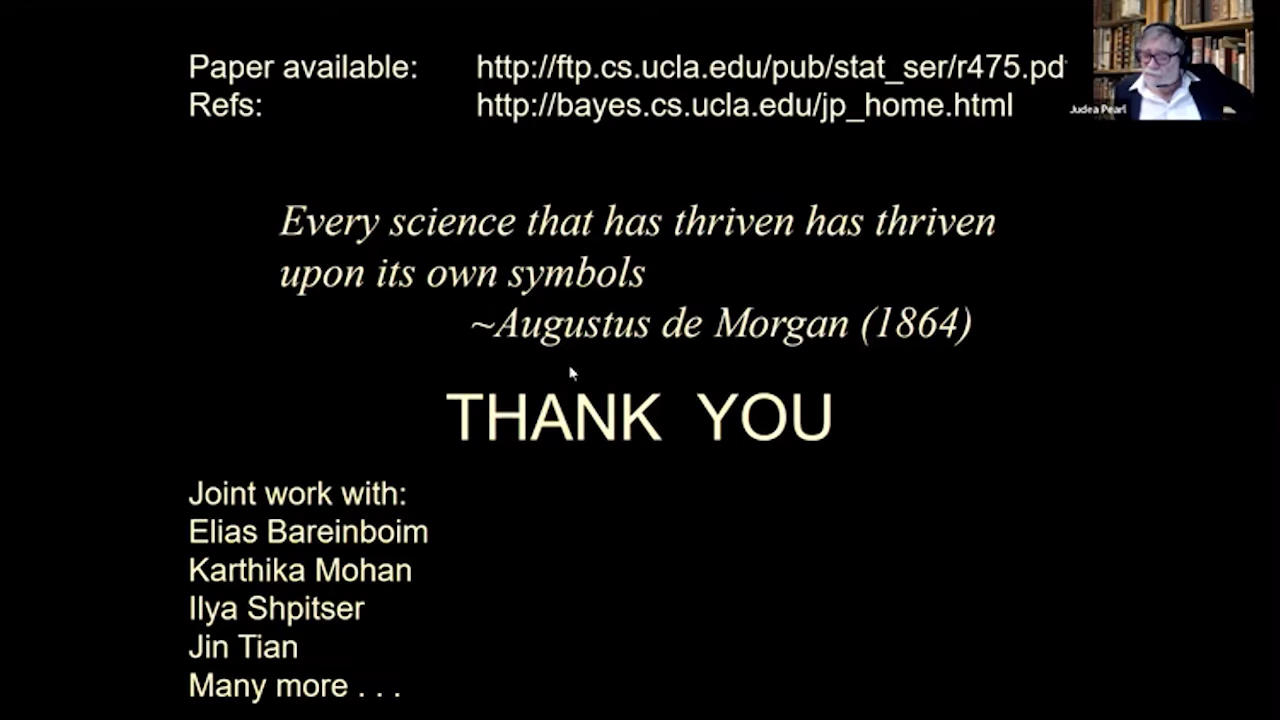 Paper available: http://ftp.cs.ucla.edu/pub/stat_ser/r475.pd
Refs: http://bayes.cs.ucla.edu/jp_home.html
Judea Pearl
Every science that has thriven has thriven
upon its own symbols
~Augustus de Morgan (1864)
THANK YOU
Joint work with:
Elias Bareinboim
Karthika Mohan
Ilya Shpitser
Jin Tian
Many more . . .